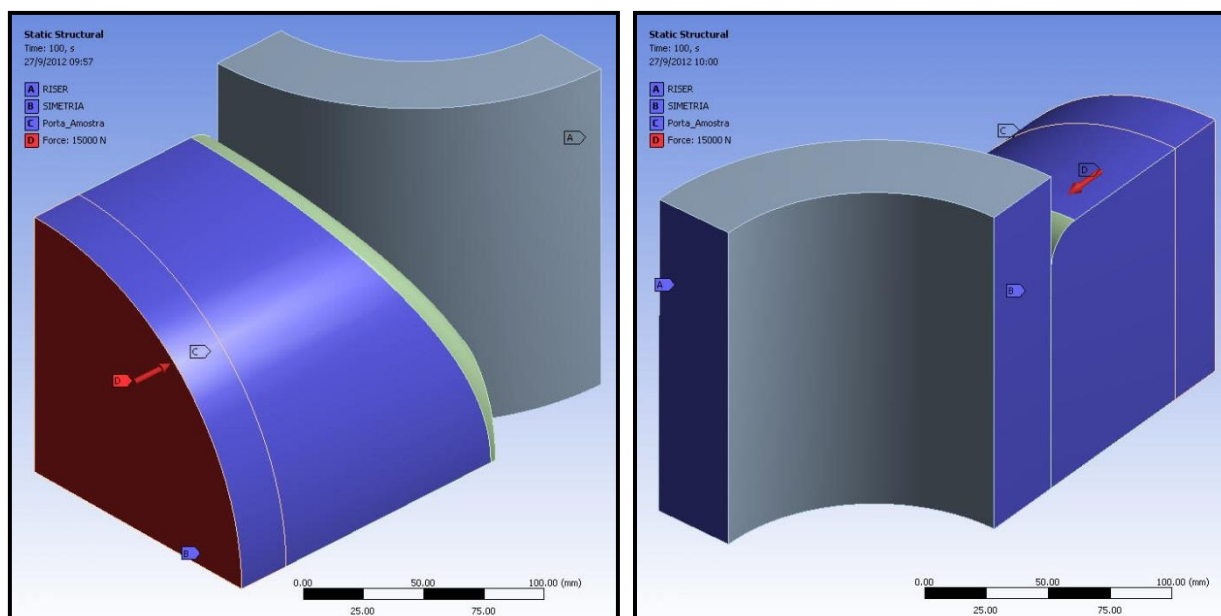 Static Structural
Time: 100, s
27/9/2012 09:57
A RISER
B SIMETRIA
C Porta_Amostra
D Force: 15000 N
A
C
D
B
0.00 50.00 100.00 (mm)
25.00 75.00
Static Structural
Time: 100, s
27/9/2012 10:00
A RISER
B SIMETRIA
C Porta_Amostra
D Force: 15000 N
C
D
A
B
0.00 50.00 100.00 (mm)
25.00 75.00